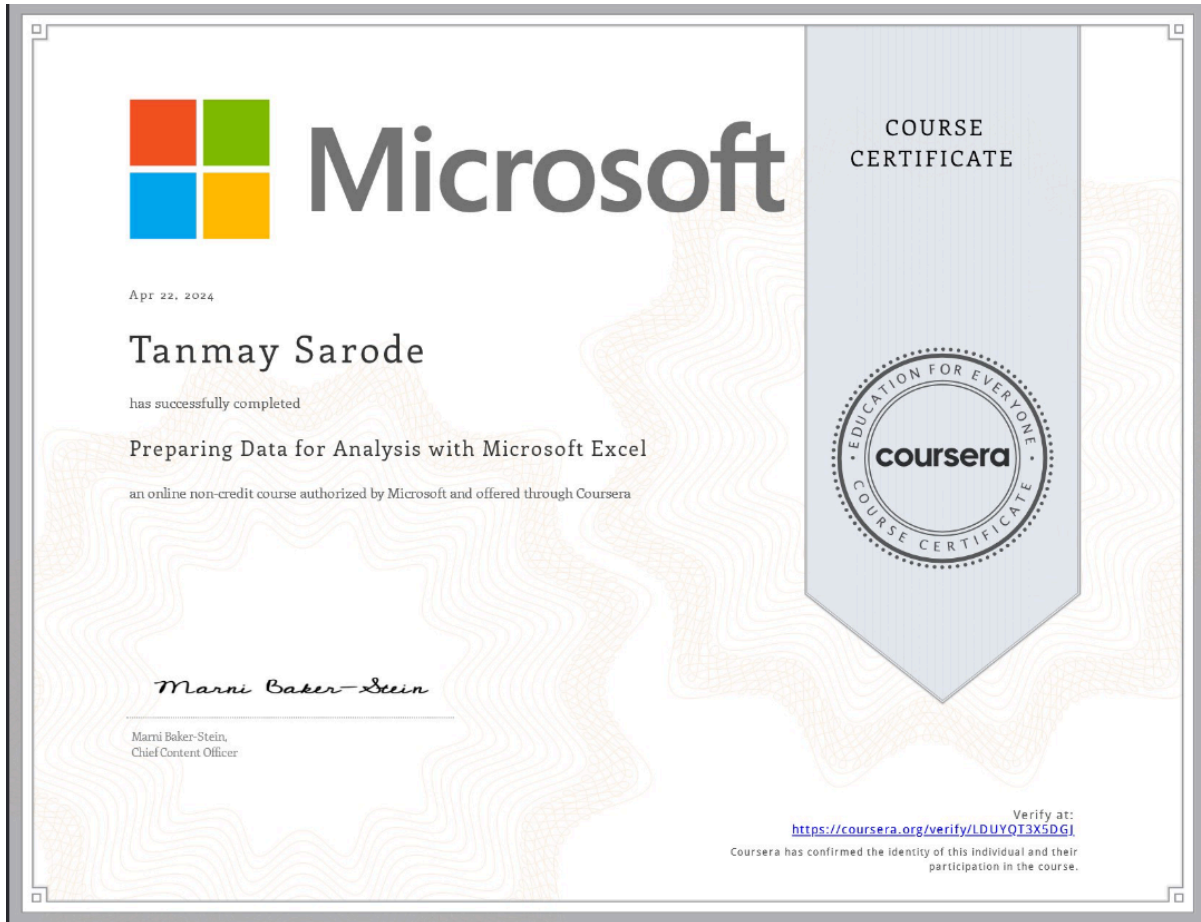 Microsoft
COURSE
CERTIFICATE
Apr 22, 2024
Tanmay Sarode
has successfully completed
Preparing Data for Analysis with Microsoft Excel
an online non-credit course authorized by Microsoft and offered through Coursera
EDUCATION FOR EVERYONE
coursera
COURSE CERTIFICATE
Marni Baker-Stein
Marni Baker-Stein,
Chief Content Officer
Verify at:
https://coursera.org/verify/LDUYQT3X5DGJ
Coursera has confirmed the identity of this individual and their
participation in the course.